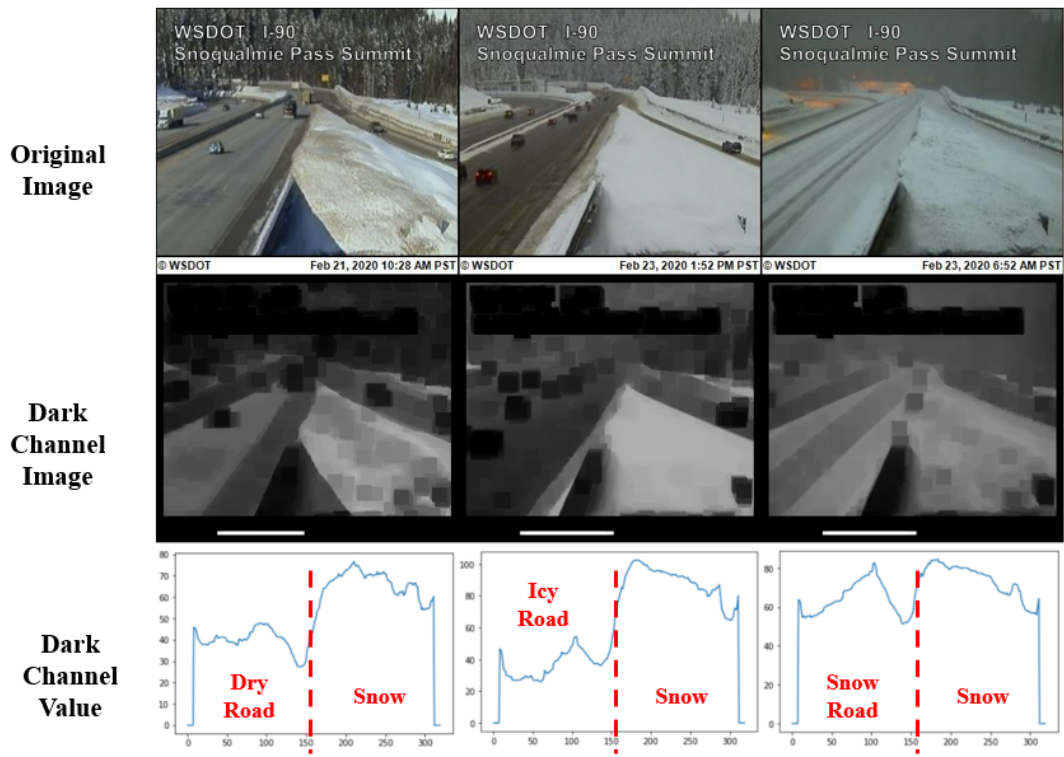 WSDOT I-90
Snoqualmie Pass Summit
WSDOT I-90
Snoqualmie Pass Summit
WSDOT I-90
Snoqualmie Pass Summit
Original
Image
© WSDOT Feb 21, 2020 10:28 AM PST
© WSDOT Feb 23, 2020 1:52 PM PST
© WSDOT Feb 23, 2020 6:52 AM PST
Dark
Channel
Image
Dark
Channel
Value
80
70
60
50
40
30
20
10
0
Dry
Road
Snow
0 50 100 150 200 250 300
100
80
60
40
20
0
Icy
Road
Snow
0 50 100 150 200 250 300
80
60
40
20
0
Snow
Road
Snow
0 50 100 150 200 250 300